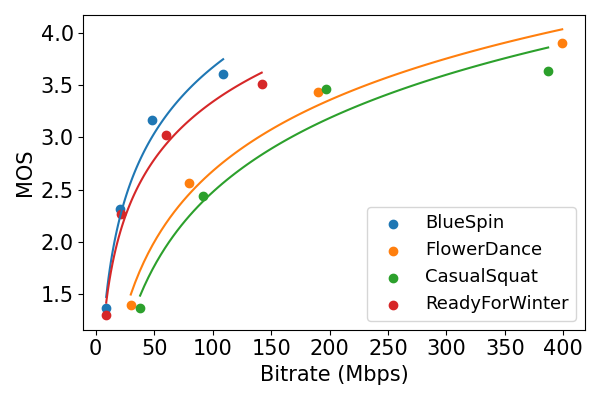 4.0
3.5
3.0
2.5
2.0
1.5
MOS
BlueSpin
FlowerDance
CasualSquat
ReadyForWinter
0 50 100 150 200 250 300 350 400
Bitrate (Mbps)